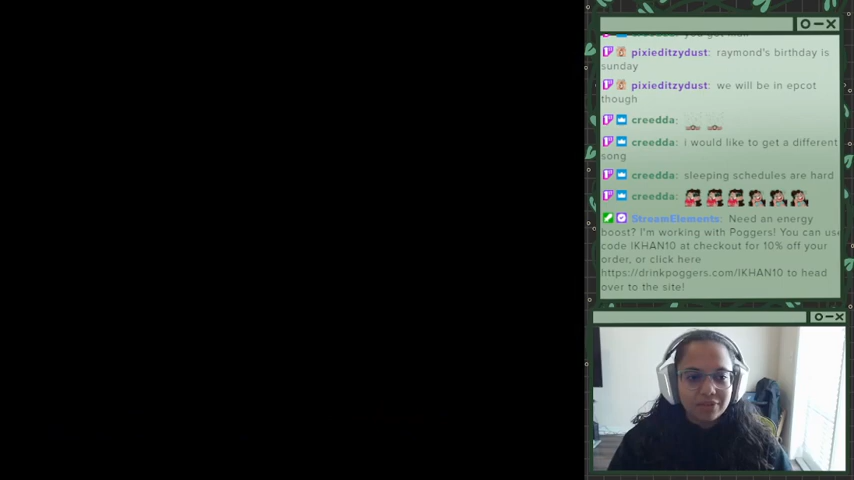 pixieditzydust: raymond's birthday is
sunday
pixieditzydust: we will be in epcot
though
creedda:
creedda: i would like to get a different
song
creedda: sleeping schedules are hard
creedda:
StreamElements: Need an energy
boost? I'm working with Poggers! You can use
code IKHAN10 at checkout for 10% off your
order, or click here
https://drinkpoggers.com/IKHAN10 to head
over to the site!